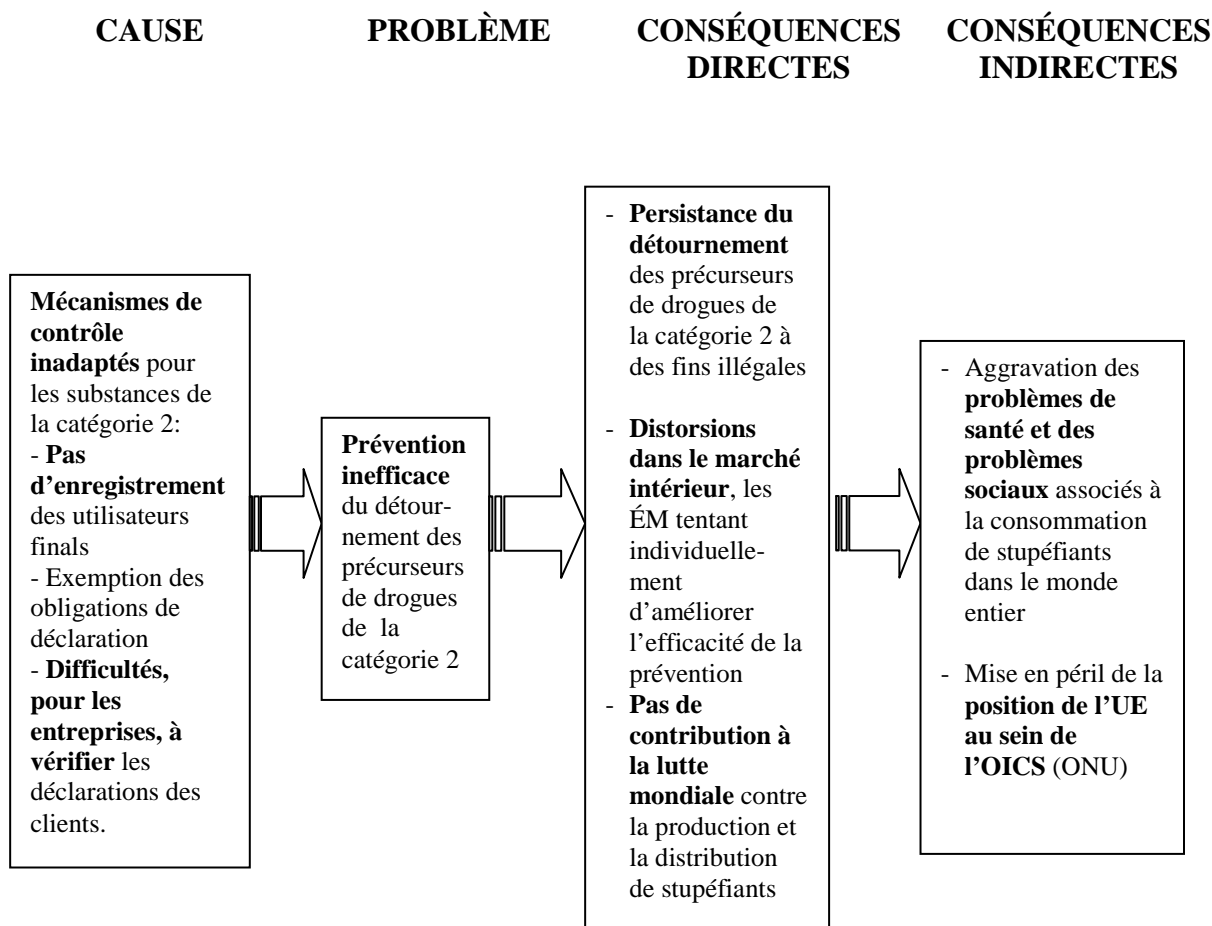 CAUSE
PROBLÈME
CONSÉQUENCES
DIRECTES
CONSÉQUENCES
INDIRECTES
Mécanismes de
contrôle
inadaptés pour
les substances de
la catégorie 2:
- Pas
d’enregistrement
des utilisateurs
finals
- Exemption des
obligations de
déclaration
- Difficultés,
pour les
entreprises, à
vérifier les
déclarations des
clients.
Prévention
inefficace
du détour-
nement des
précurseurs
de drogues
de la
catégorie 2
- Persistance du
détournement
des précurseurs
de drogues de
la catégorie 2 à
des fins illégales
- Distorsions
dans le marché
intérieur, les
ÉM tentant
individuelle-
ment
d’améliorer
l’efficacité de la
prévention
- Pas de
contribution à
la lutte
mondiale contre
la production et
la distribution
de stupéfiants
- Aggravation des
problèmes de
santé et des
problèmes
sociaux associés à
la consommation
de stupéfiants
dans le monde
entier
- Mise en péril de la
position de l’UE
au sein de
l’OICS (ONU)